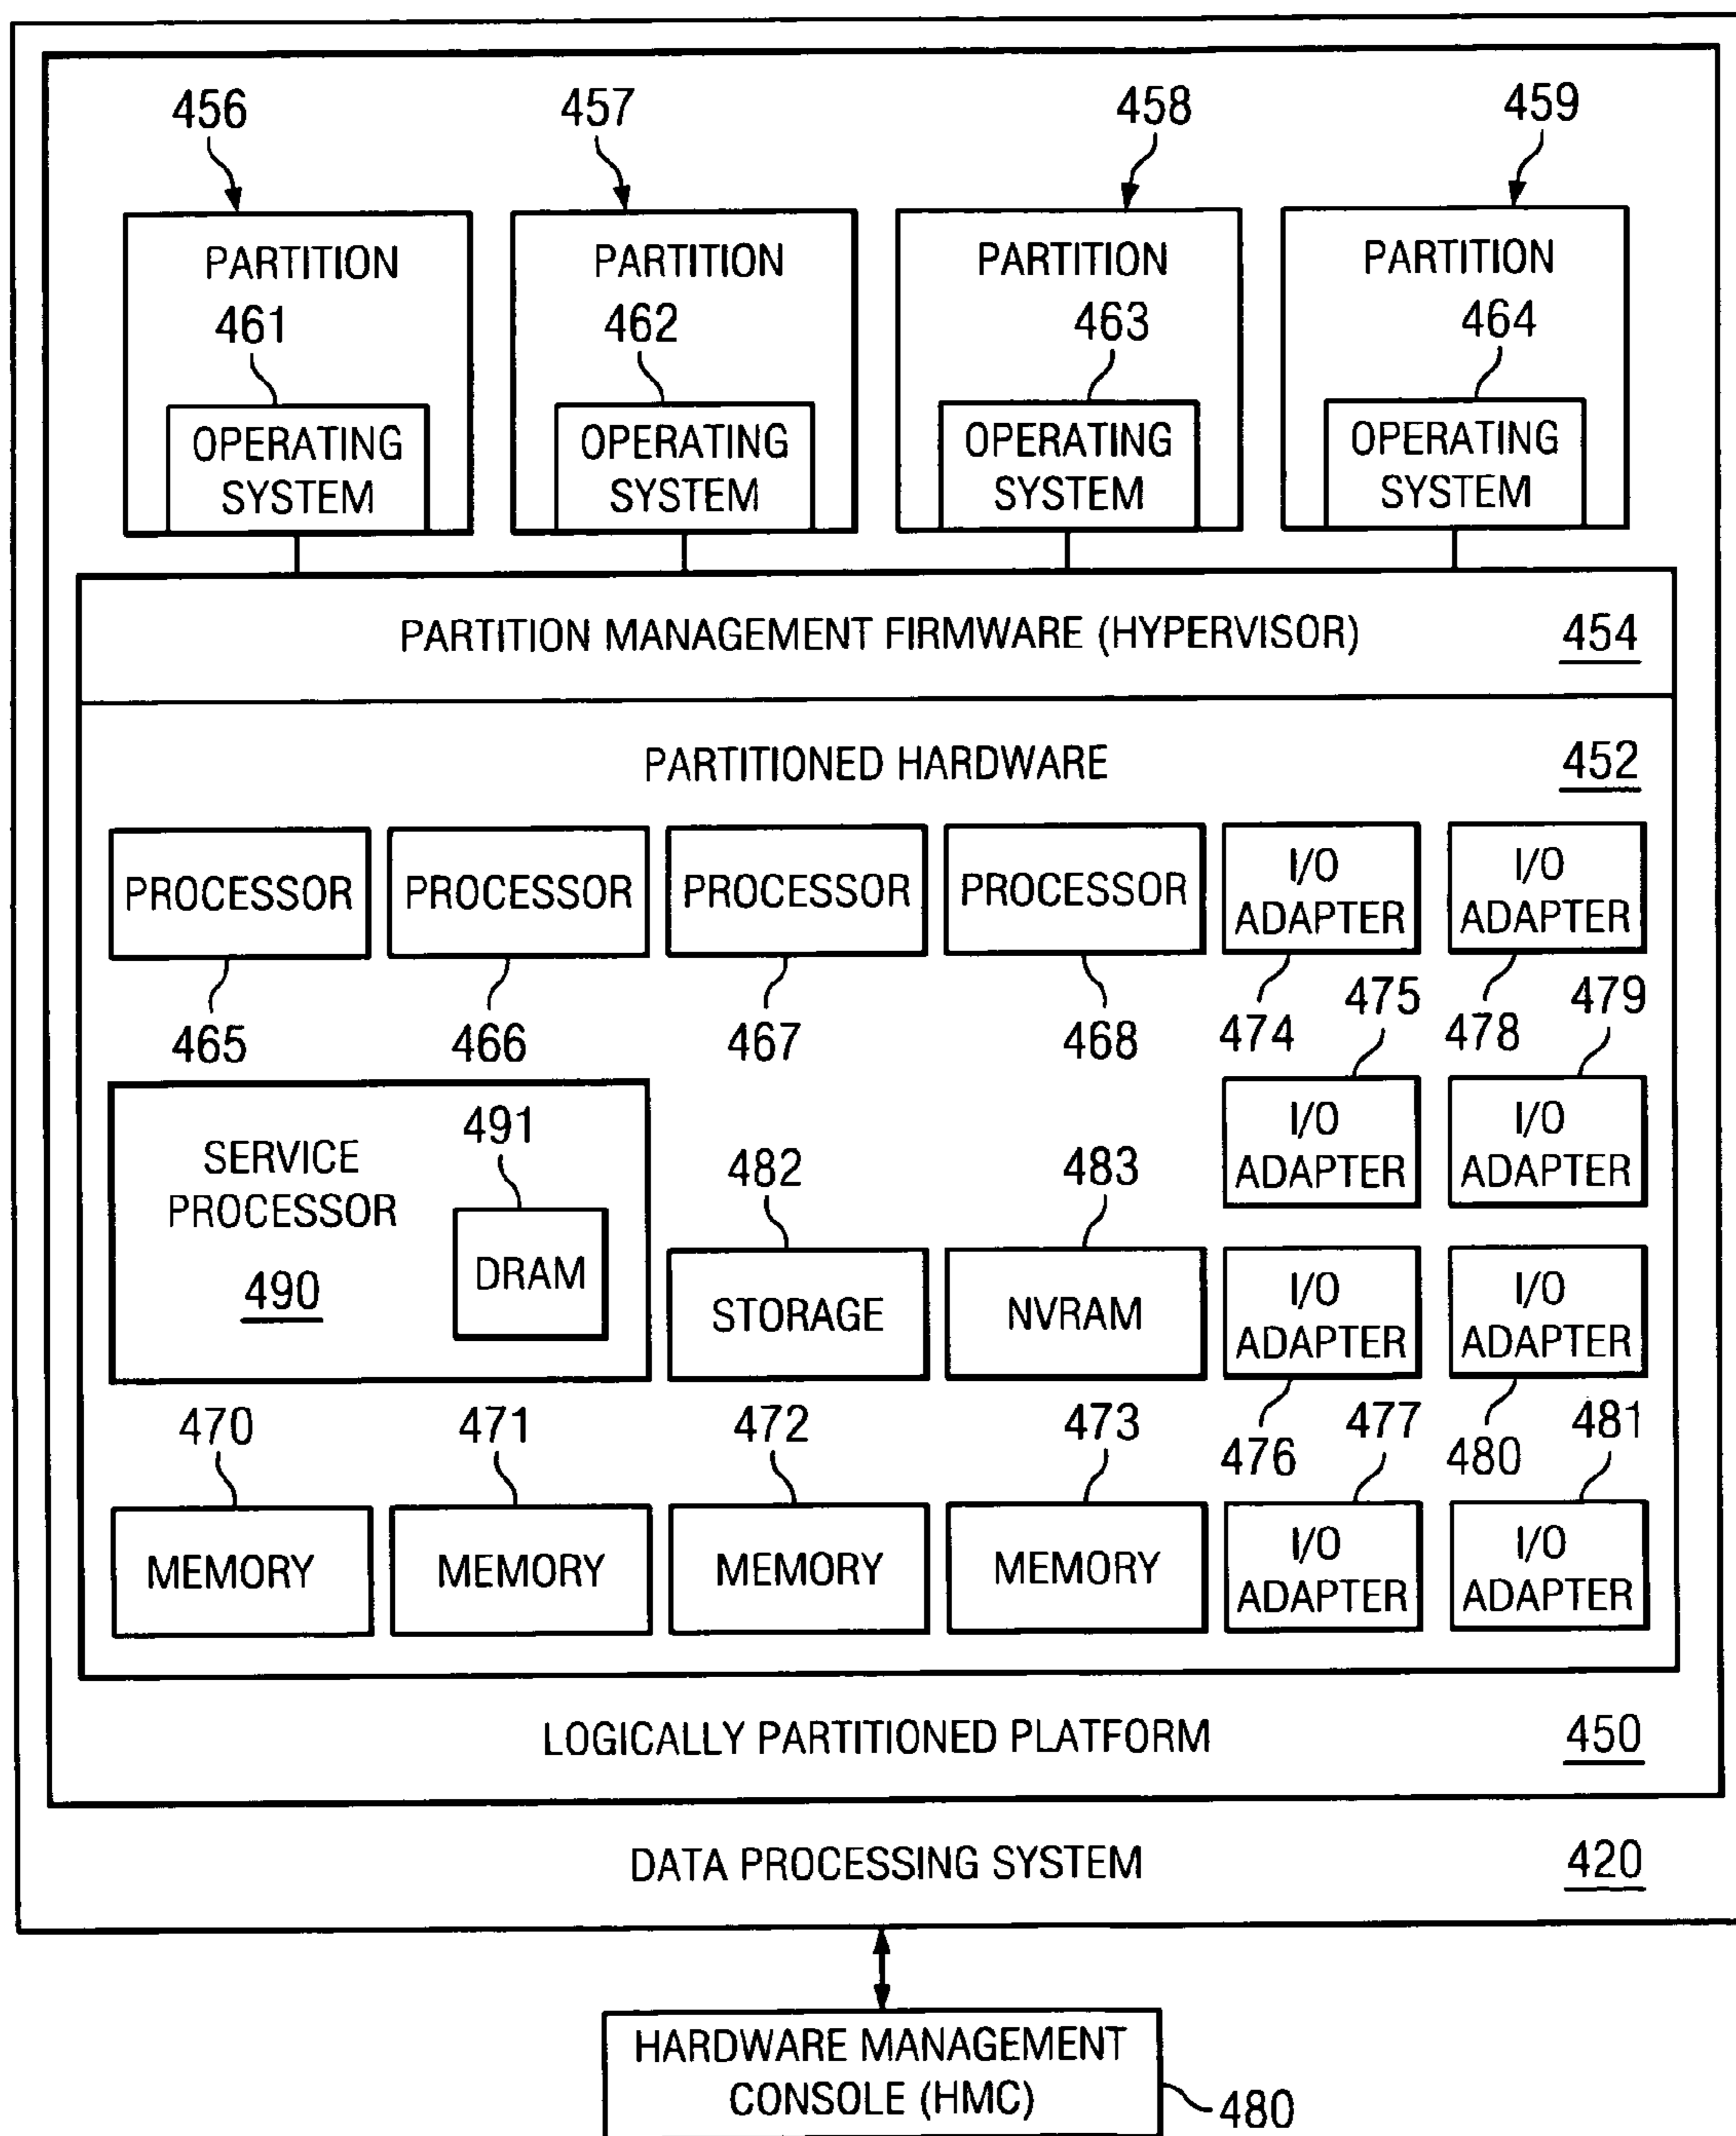 456 457 458 459
PARTITION PARTITION PARTITION PARTITION
461 462 463 464
OPERATING OPERATING OPERATING OPERATING
SYSTEM SYSTEM SYSTEM SYSTEM
PARTITION MANAGEMENT FIRMWARE (HYPERVISOR) 454
PARTITIONED HARDWARE 452
PROCESSOR PROCESSOR PROCESSOR PROCESSOR
I/O I/O
ADAPTER ADAPTER
465 466 467 468 474 475 478 479
SERVICE
PROCESSOR
490
491
DRAM
482
STORAGE
483
NVRAM
I/O I/O
ADAPTER ADAPTER
I/O I/O
ADAPTER ADAPTER
470 471 472 473 476 477 480 481
MEMORY MEMORY MEMORY MEMORY
I/O I/O
ADAPTER ADAPTER
LOGICALLY PARTITIONED PLATFORM 450
DATA PROCESSING SYSTEM 420
HARDWARE MANAGEMENT
CONSOLE (HMC)
480